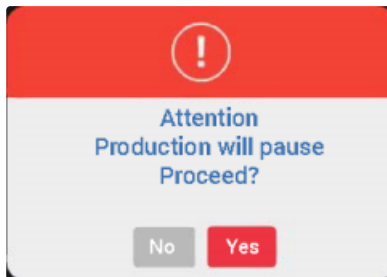 !
Attention
Production will pause
Proceed?
No
Yes